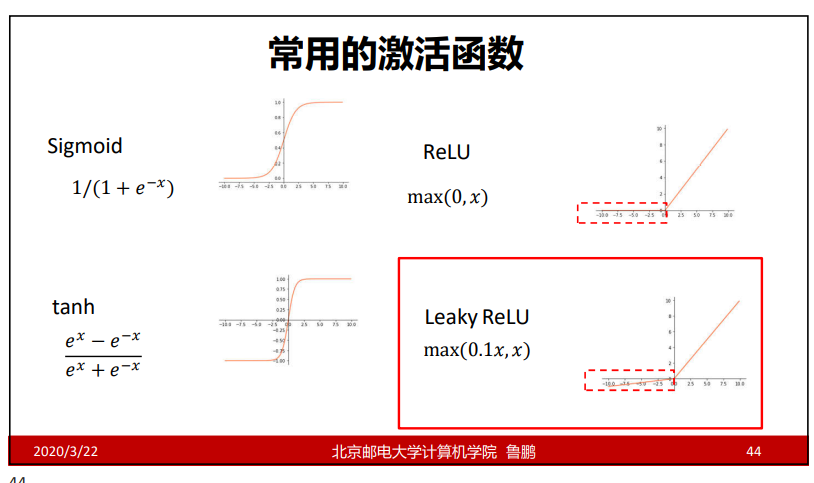 常用的激活函数
Sigmoid
1/(1 + e^{-x})
1.0
0.8
0.6
0.4
0.2
0.0
-10.0 -7.5 -5.0 -2.5 0.0 2.5 5.0 7.5 10.0
ReLU
max(0, x)
10
8
6
4
2
0
-10.0 -7.5 -5.0 -2.5 0.0 2.5 5.0 7.5 10.0
tanh
\frac{e^x - e^{-x}}{e^x + e^{-x}}
1.00
0.75
0.50
0.25
0.00
-0.25
-0.50
-0.75
-1.00
-10.0 -7.5 -5.0 -2.5 0.0 2.5 5.0 7.5 10.0
Leaky ReLU
max(0.1x, x)
10
8
6
4
2
0
-10.0 -7.5 -5.0 -2.5 0.0 2.5 5.0 7.5 10.0
2020/3/22 北京邮电大学计算机学院 鲁鹏 44
44